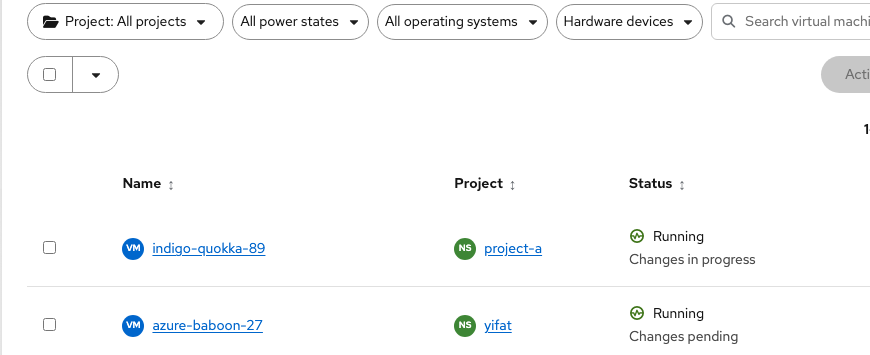 Project: All projects All power states All operating systems Hardware devices Search virtual machi
Acti
1
Name Project Status
VM indigo-quokka-89 NS project-a Running
Changes in progress
VM azure-baboon-27 NS yifat Running
Changes pending